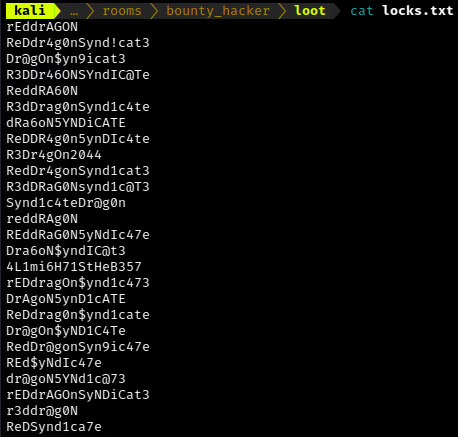 kali … rooms bounty_hacker loot cat locks.txt
rEddrAGON
ReDdr4g0nSynd!cat3
Dr@gOn$yn9icat3
R3DDr46ONSYndIC@Te
ReddRA60N
R3dDrag0nSynd1c4te
dRa6oN5YNDiCATE
ReDDR4g0n5ynDIc4te
R3Dr4gOn2044
RedDr4gonSynd1cat3
R3dDRaG0Nsynd1c@T3
Synd1c4teDr@g0n
reddRAg0N
REddRaG0N5yNdIc47e
Dra6oN$yndIC@t3
4L1mi6H71StHeB357
rEDdragOn$ynd1c473
DrAgoN5ynD1cATE
ReDdrag0n$ynd1cate
Dr@gOn$yND1C4Te
RedDr@gonSyn9ic47e
REd$yNdIc47e
dr@goN5YNd1c@73
rEDdrAGOnSyNDiCat3
r3ddr@g0N
ReDSynd1ca7e